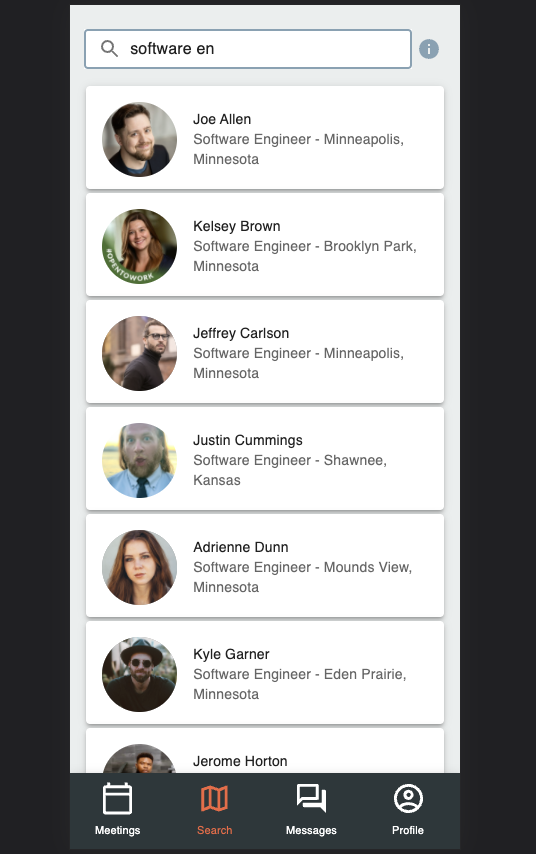 software en
Joe Allen
Software Engineer - Minneapolis,
Minnesota
Kelsey Brown
Software Engineer - Brooklyn Park,
Minnesota
#OPENTOWORK
Jeffrey Carlson
Software Engineer - Minneapolis,
Minnesota
Justin Cummings
Software Engineer - Shawnee,
Kansas
Adrienne Dunn
Software Engineer - Mounds View,
Minnesota
Kyle Garner
Software Engineer - Eden Prairie,
Minnesota
Jerome Horton
Meetings
Search
Messages
Profile